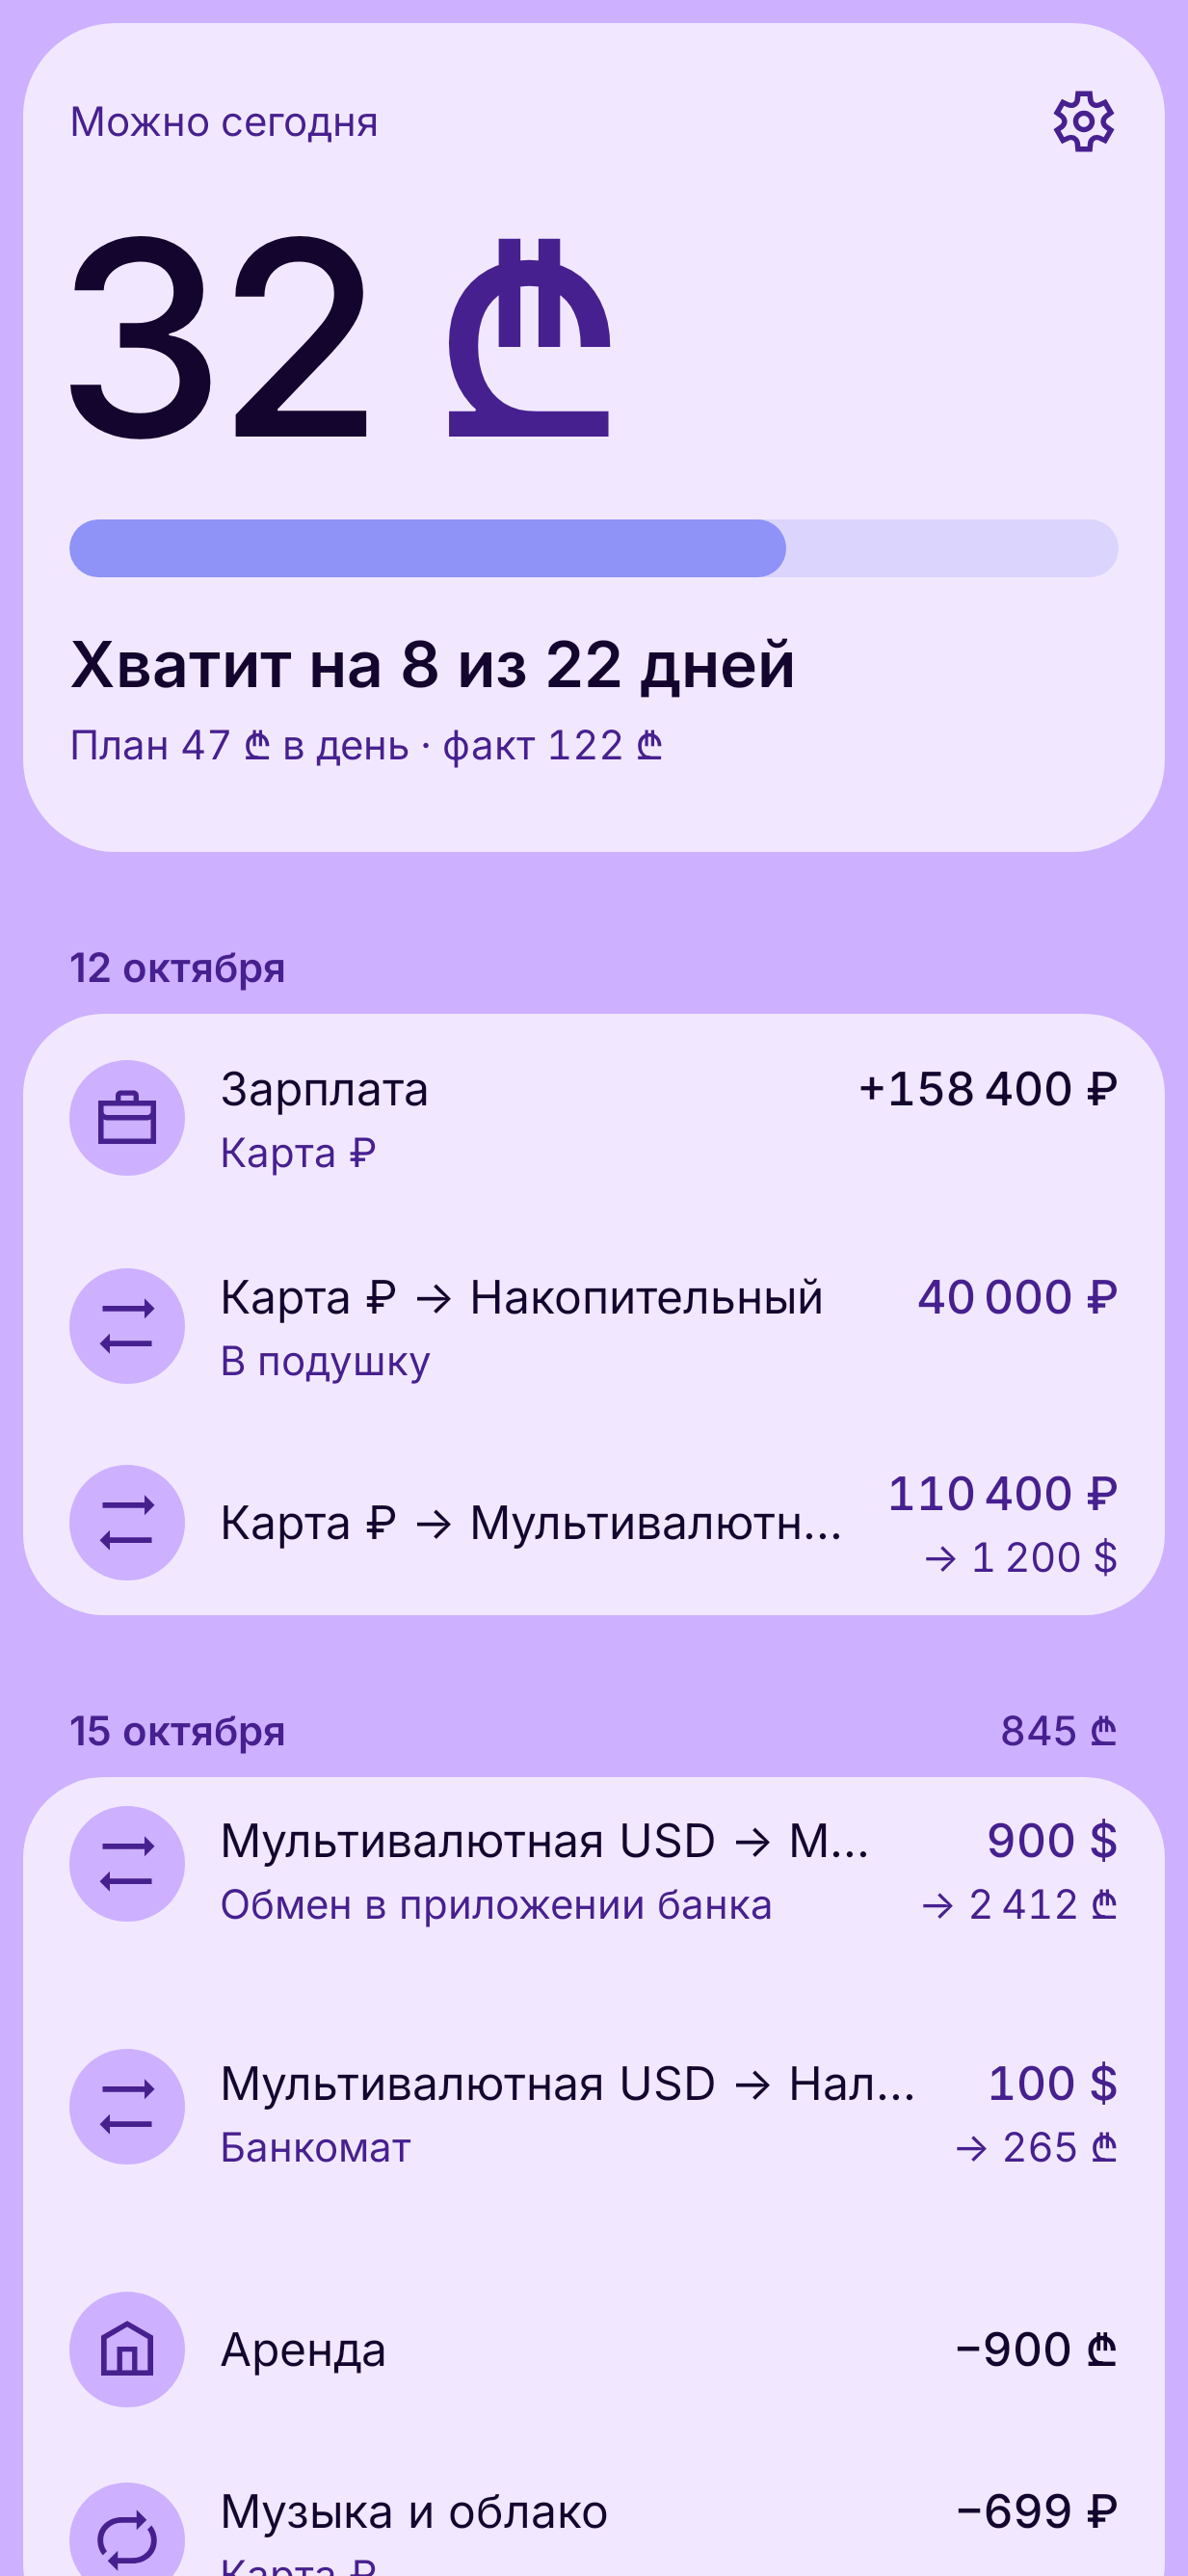 Можно сегодня
32 ₾
Хватит на 8 из 22 дней
План 47 ₾ в день · факт 122 ₾
12 октября
Зарплата +158 400 ₽
Карта ₽
Карта ₽ → Накопительный 40 000 ₽
В подушку
Карта ₽ → Мультивалютн... 110 400 ₽
→ 1 200 $
15 октября 845 ₾
Мультивалютная USD → М... 900 $
Обмен в приложении банка → 2 412 ₾
Мультивалютная USD → Нал... 100 $
Банкомат → 265 ₾
Аренда −900 ₾
Музыка и облако −699 ₽
Карта ₽